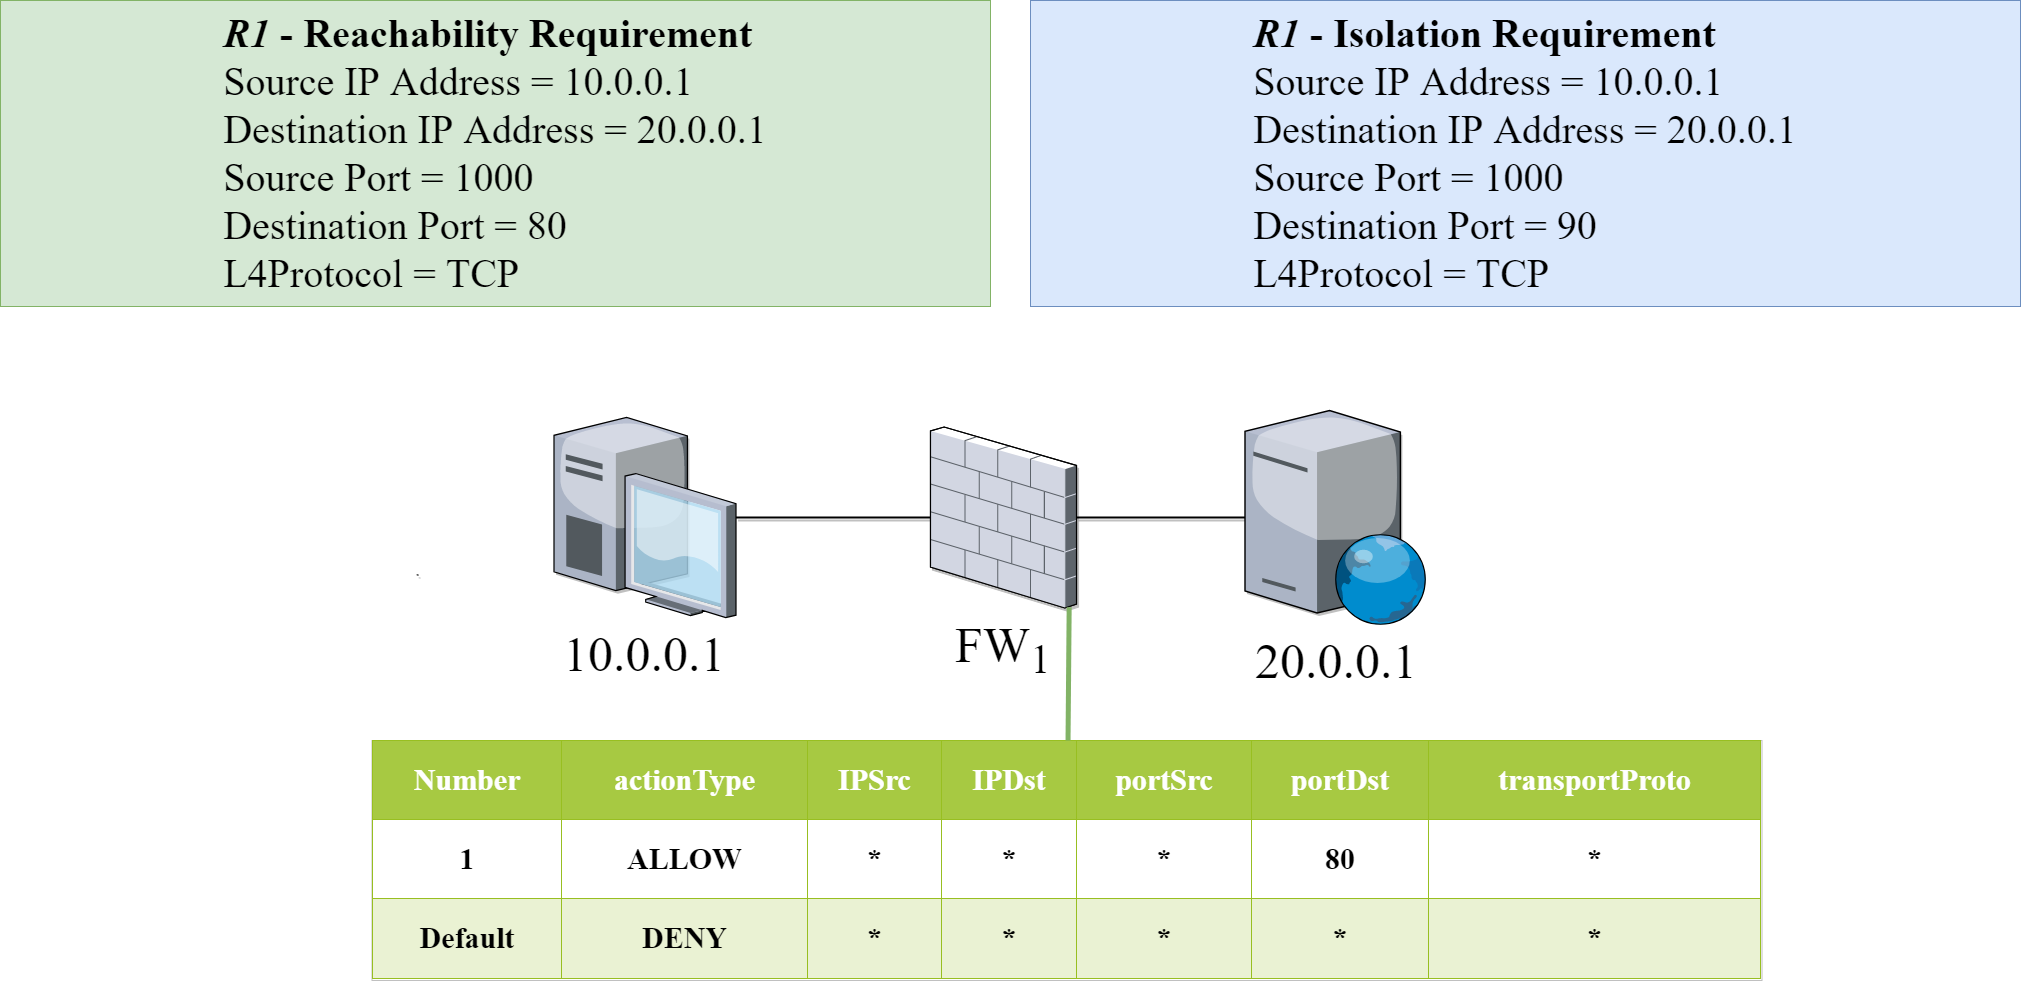 R1 - Reachability Requirement
Source IP Address = 10.0.0.1
Destination IP Address = 20.0.0.1
Source Port = 1000
Destination Port = 80
L4Protocol = TCP
R1 - Isolation Requirement
Source IP Address = 10.0.0.1
Destination IP Address = 20.0.0.1
Source Port = 1000
Destination Port = 90
L4Protocol = TCP
10.0.0.1
FW1
20.0.0.1
Number actionType IPSrc IPDst portSrc portDst transportProto
1 ALLOW * * * 80 *
Default DENY * * * * *